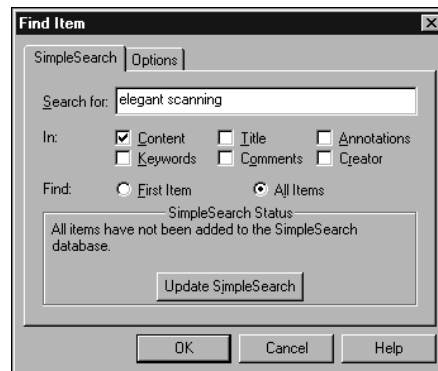 Find Item
SimpleSearch Options
Search for: elegant scanning
In: Content Title Annotations
Keywords Comments Creator
Find: First Item All Items
SimpleSearch Status
All items have not been added to the SimpleSearch
database.
Update SimpleSearch
OK Cancel Help